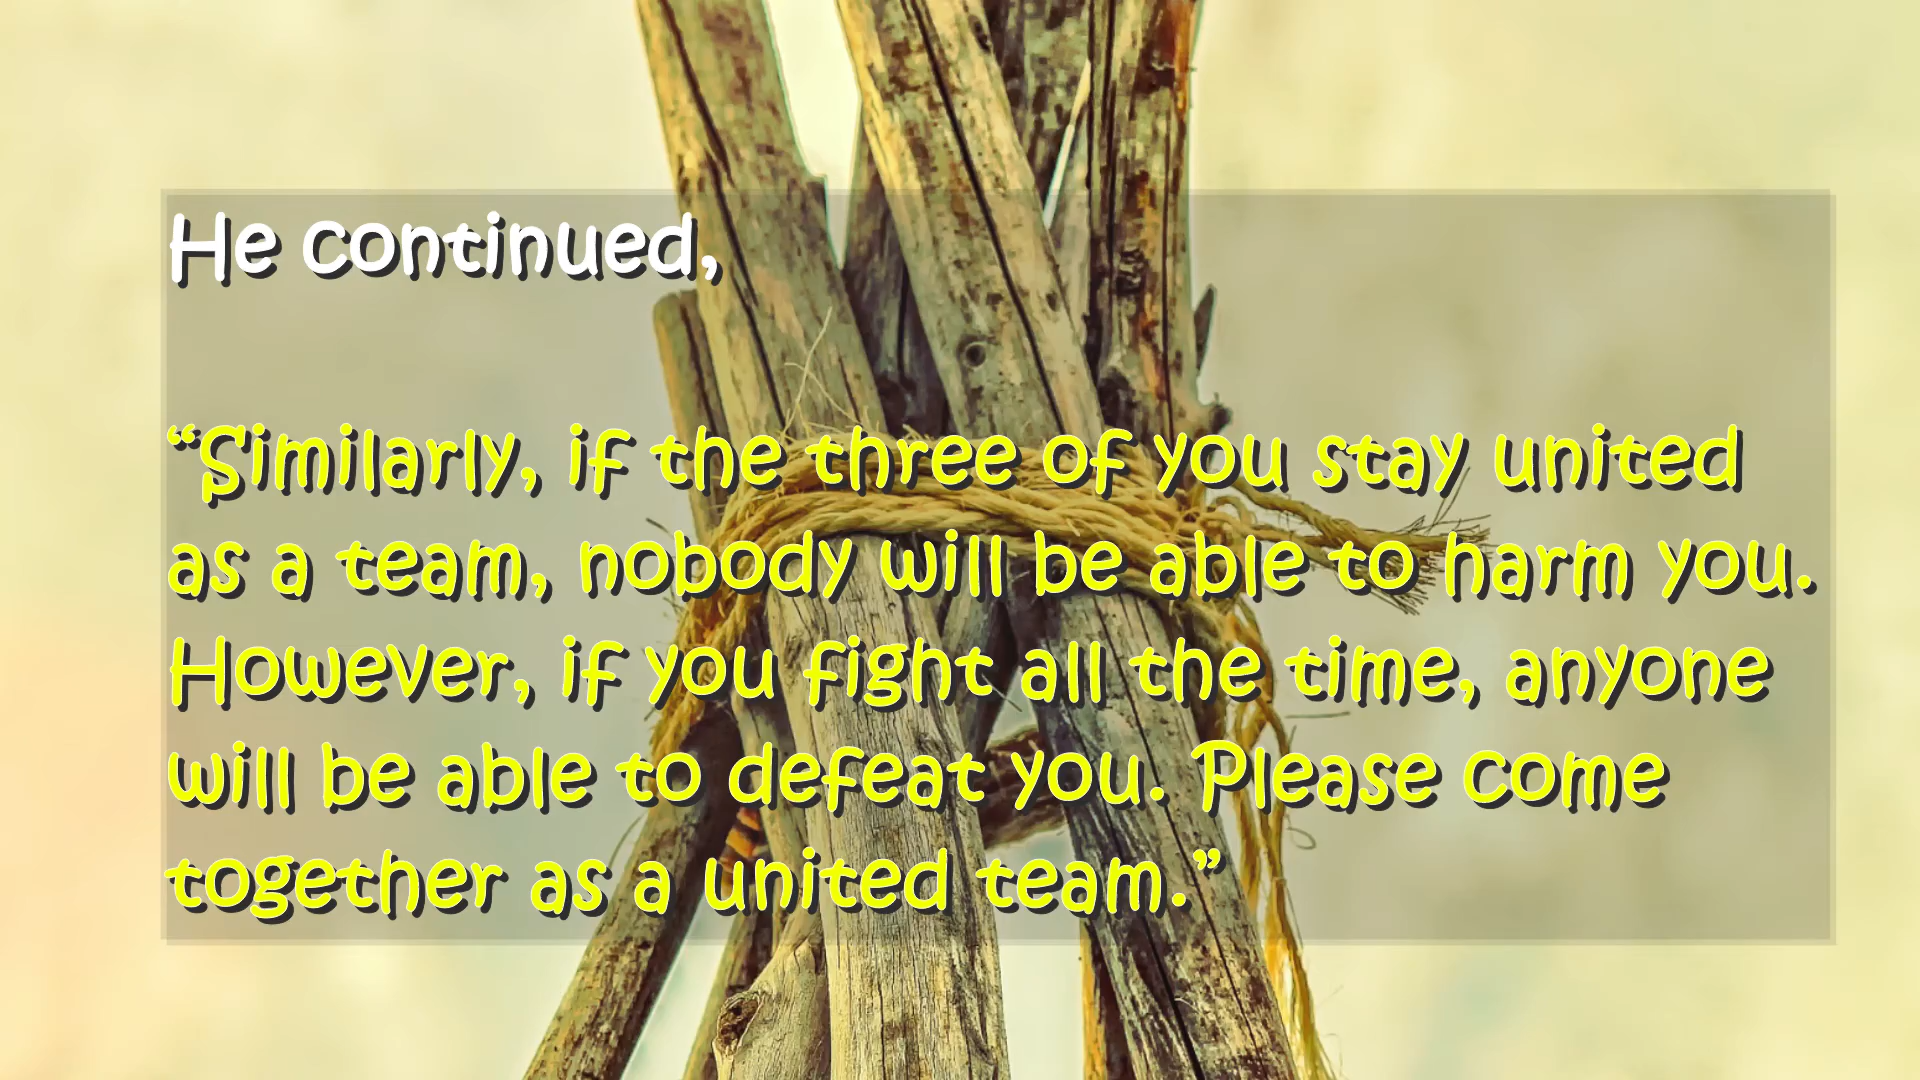 He continued,
“Similarly, if the three of you stay united
as a team, nobody will be able to harm you.
However, if you fight all the time, anyone
will be able to defeat you. Please come
together as a united team.”